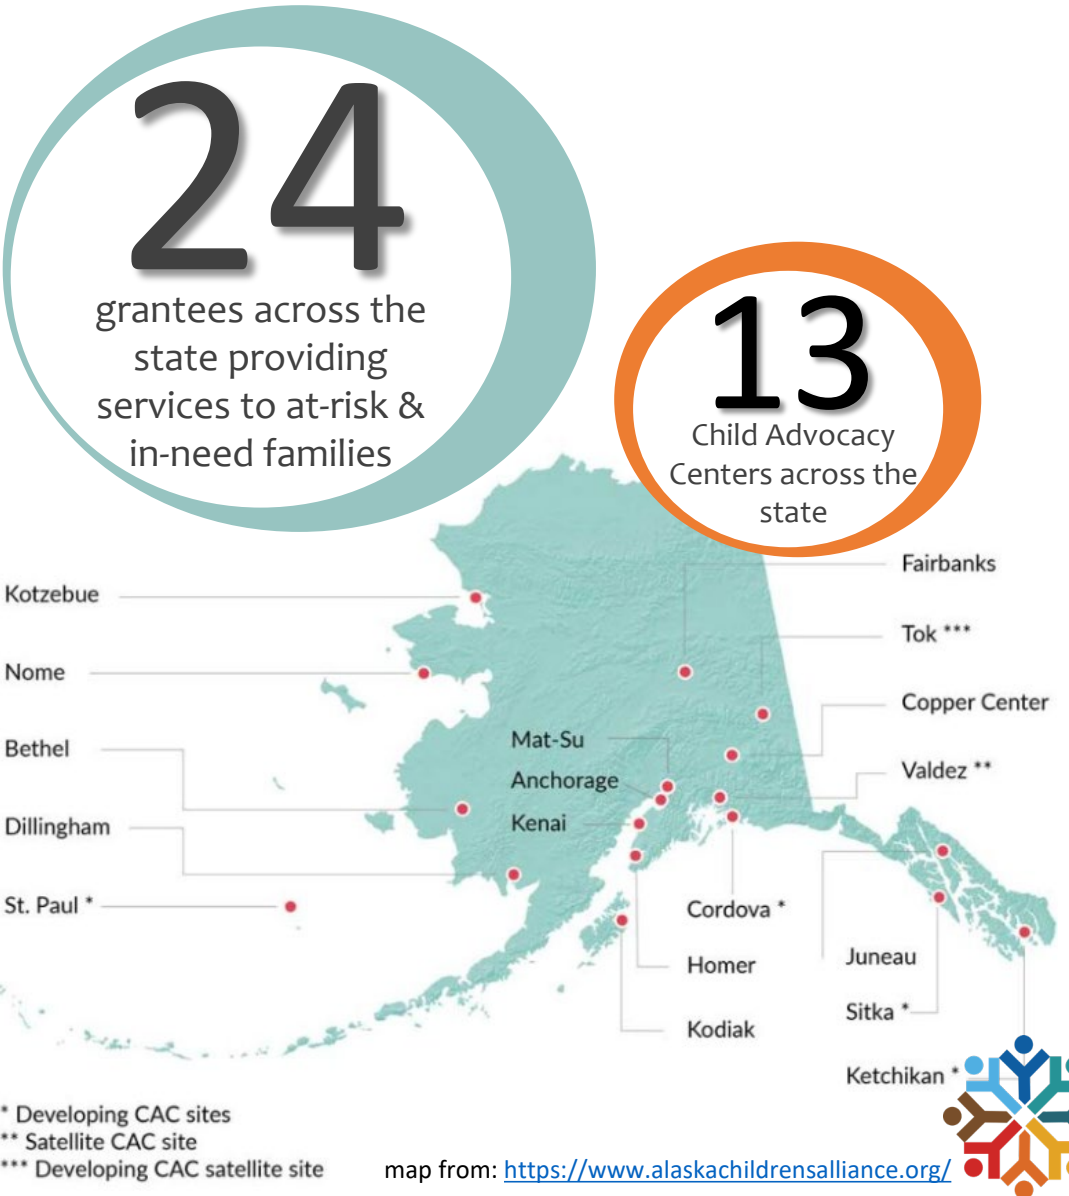 24
grantees across the
state providing
services to at-risk &
in-need families
13
Child Advocacy
Centers across the
state
Kotzebue
Nome
Bethel
Dillingham
St. Paul *
Mat-Su
Anchorage
Kenai
Fairbanks
Tok ***
Copper Center
Valdez **
Cordova *
Homer
Kodiak
Juneau
Sitka *
Ketchikan *
* Developing CAC sites
** Satellite CAC site
*** Developing CAC satellite site
map from: https://www.alaskachildrensalliance.org/